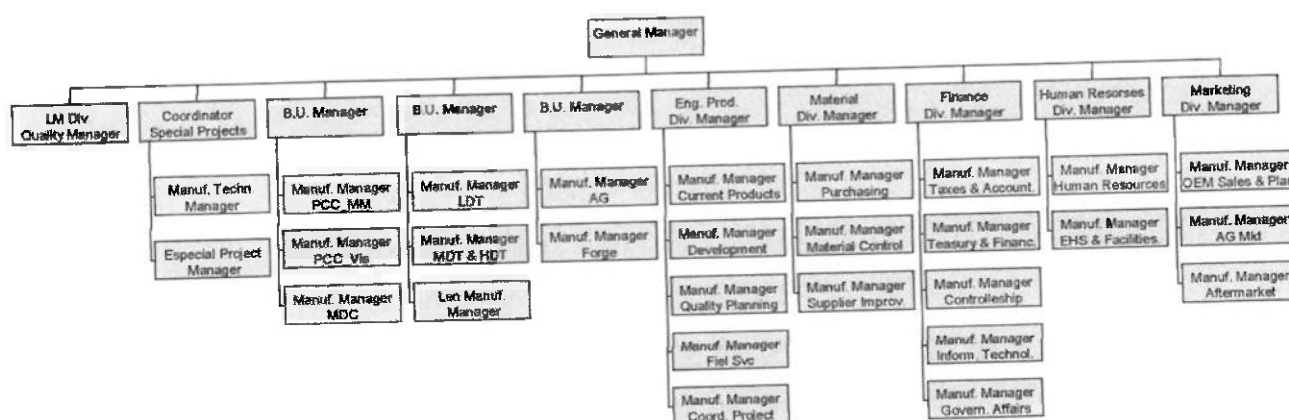 General Manager
LM Div.
Quality Manager
Coordinator
Special Projects
B.U. Manager
B.U. Manager
B.U. Manager
Eng. Prod.
Div. Manager
Material
Div. Manager
Finance
Div. Manager
Human Resorses
Div. Manager
Marketing
Div. Manager
Manuf. Techn.
Manager
Especial Project
Manager
Manuf. Manager
PCC_MM
Manuf. Manager
PCC_Vla
Manuf. Manager
MDC
Manuf. Manager
LDT
Manuf. Manager
MDT & HDT
Manuf.
Manager
Manuf. Manager
AG
Manuf. Manager
Forge
Manuf. Manager
Current Products
Manuf. Manager
Development
Manuf. Manager
Quality Planning
Manuf. Manager
Fiel Svc
Manuf. Manager
Coord. Project
Manuf. Manager
Purchasing
Manuf. Manager
Material Control
Manuf. Manager
Supplier Improv.
Manuf. Manager
Taxes & Account.
Manuf. Manager
Teasury & Financ.
Manuf. Manager
Controlleship
Manuf. Manager
Inform. Technol.
Manuf. Manager
Govern. Affairs
Manuf. Manager
Human Resources
Manuf. Manager
EHS & Facilities.
Manuf. Manager
OEM Sales & Plan
Manuf. Manager
AG Mkt
Manuf. Manager
Aftermarket